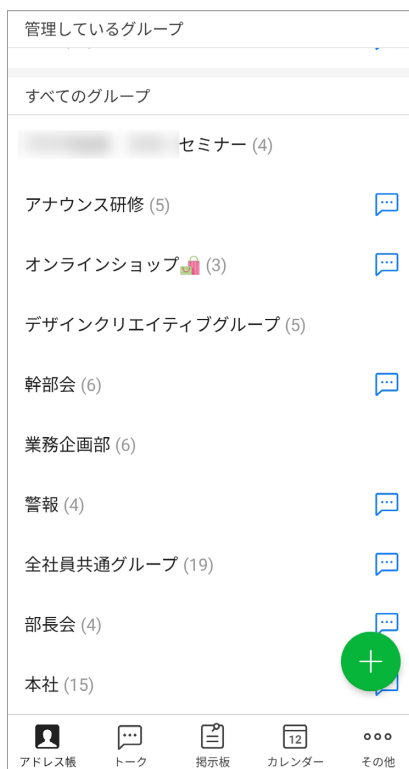 管理しているグループ
すべてのグループ
セミナー (4)
アナウンス研修 (5)
オンラインショップ🛍️ (3)
デザインクリエイティブグループ (5)
幹部会 (6)
業務企画部 (6)
警報 (4)
全社員共通グループ (19)
部長会 (4)
本社 (15)
12
アドレス帳 トーク 掲示板 カレンダー その他